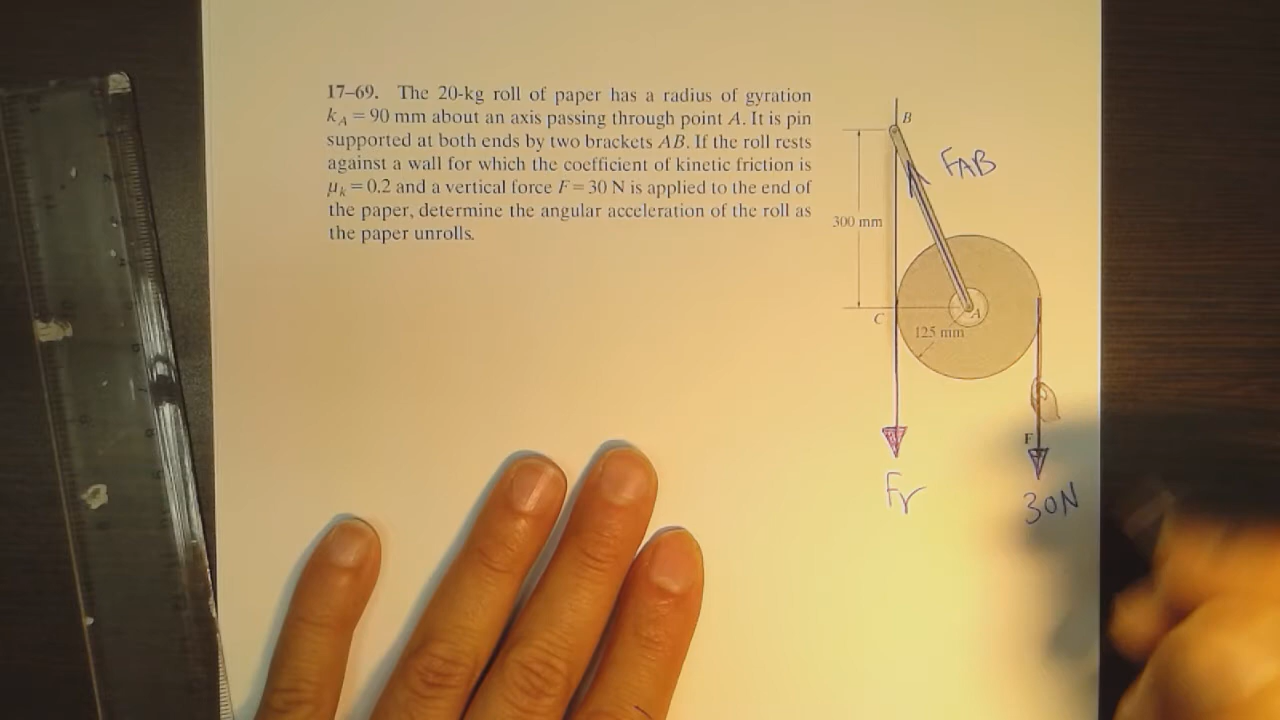 17–69. The 20-kg roll of paper has a radius of gyration
k_A = 90 mm about an axis passing through point A. It is pin
supported at both ends by two brackets AB. If the roll rests
against a wall for which the coefficient of kinetic friction is
μ_k = 0.2 and a vertical force F = 30 N is applied to the end of
the paper, determine the angular acceleration of the roll as
the paper unrolls.
B
FAB
300 mm
C
A
125 mm
F
Fr
30N